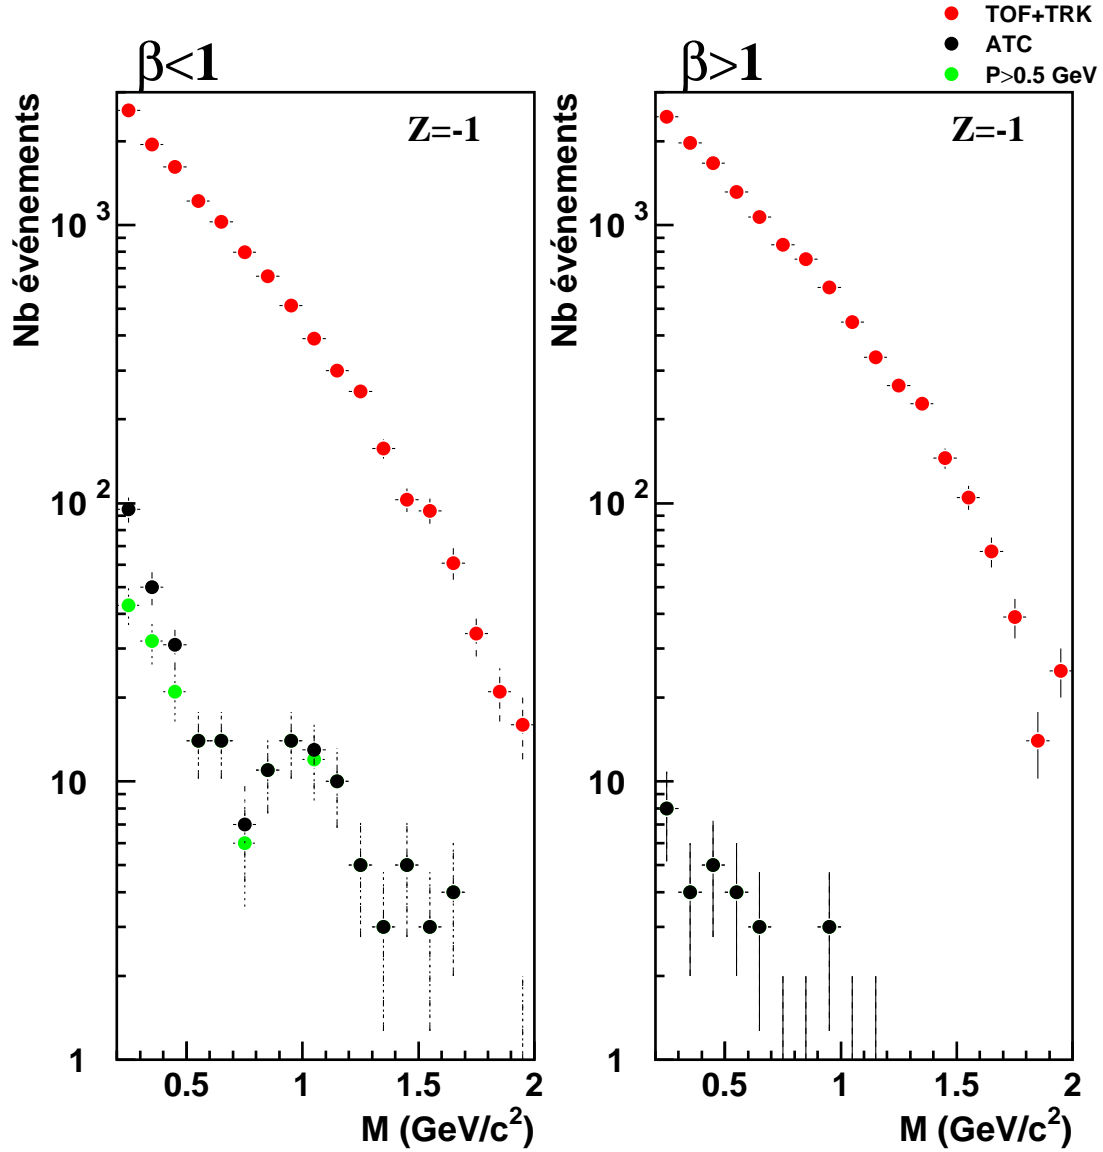 TOF+TRK
ATC
P>0.5 GeV
β<1
β>1
Z=-1
Z=-1
Nb événements
Nb événements
10³
10²
10
1
10³
10²
10
1
0.5 1 1.5 2
0.5 1 1.5 2
M (GeV/c²)
M (GeV/c²)